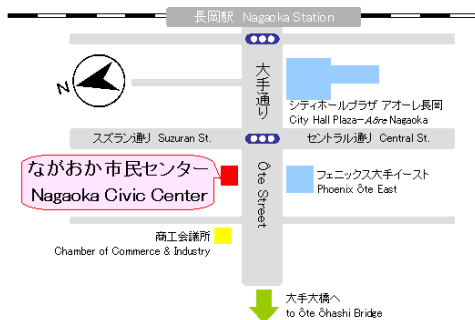 長岡駅 Nagaoka Station
N
大手通り
シティホールプラザ アオーレ長岡
City Hall Plaza-Aôre Nagaoka
スズラン通り Suzuran St.
セントラル通り Central St.
ながおか市民センター
Nagaoka Civic Center
Ôte Street
フェニックス大手イースト
Phoenix Ôte East
商工会議所
Chamber of Commerce & Industry
大手大橋へ
to Ôte Ôhashi Bridge